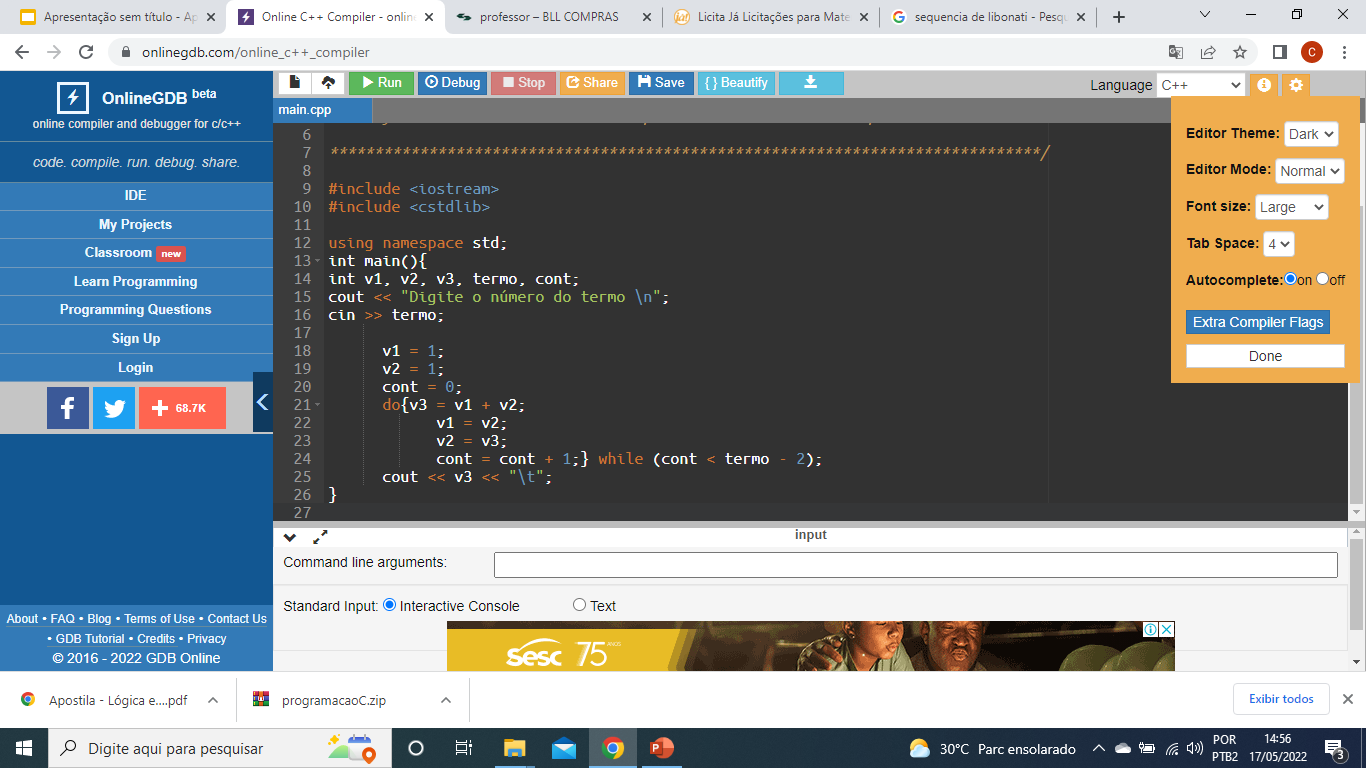 Apresentação sem título - Ap
Online C++ Compiler - online
professor – BLL COMPRAS
Licita Já Licitações para Mate
sequencia de libonati - Pesqu
onlinegdb.com/online_c++_compiler
C
OnlineGDB beta
online compiler and debugger for c/c++
code. compile. run. debug. share.
IDE
My Projects
Classroom new
Learn Programming
Programming Questions
Sign Up
Login
68.7K
About • FAQ • Blog • Terms of Use • Contact Us
• GDB Tutorial • Credits • Privacy
© 2016 - 2022 GDB Online
Run
Debug
Stop
Share
Save
{ } Beautify
Language C++
main.cpp
6
7 *******************************************************************************/
8
9 #include <iostream>
10 #include <cstdlib>
11
12 using namespace std;
13 int main(){
14 int v1, v2, v3, termo, cont;
15 cout << "Digite o número do termo \n";
16 cin >> termo;
17
18 v1 = 1;
19 v2 = 1;
20 cont = 0;
21 do{v3 = v1 + v2;
22 v1 = v2;
23 v2 = v3;
24 cont = cont + 1;} while (cont < termo - 2);
25 cout << v3 << "\t";
26 }
27
Editor Theme: Dark
Editor Mode: Normal
Font size: Large
Tab Space: 4
Autocomplete: on off
Extra Compiler Flags
Done
input
Command line arguments:
Standard Input: Interactive Console Text
Sesc 75 ANOS
Apostila - Lógica e....pdf
programacaoC.zip
Exibir todos
Digite aqui para pesquisar
30°C Parc ensolarado
POR
PTB2
14:56
17/05/2022
3